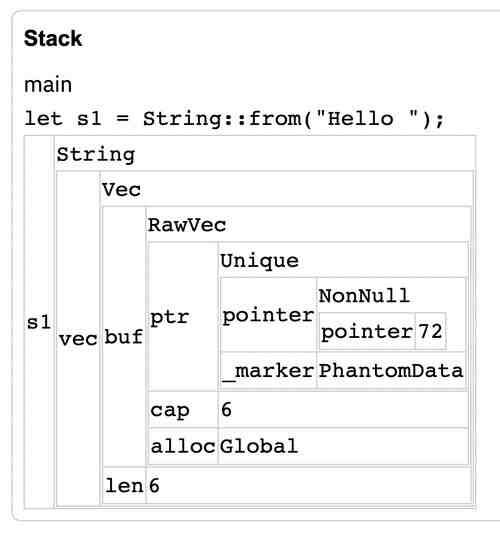 Stack
main
let s1 = String::from("Hello ");
String
Vec
RawVec
Unique
NonNull
pointer 72
pointer
_marker PhantomData
ptr
cap 6
alloc Global
buf
len 6
vec
s1